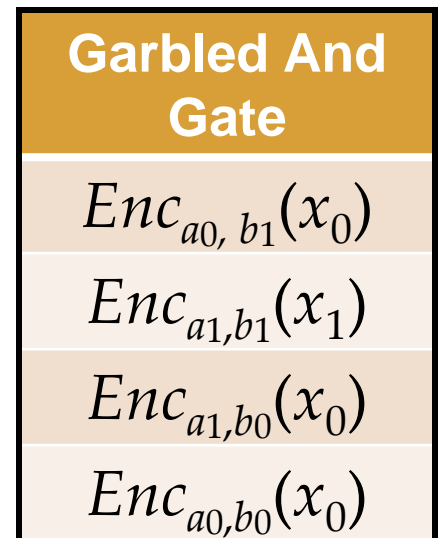 Garbled And
Gate
Enc_{a0, b1}(x_0)
Enc_{a1,b1}(x_1)
Enc_{a1,b0}(x_0)
Enc_{a0,b0}(x_0)